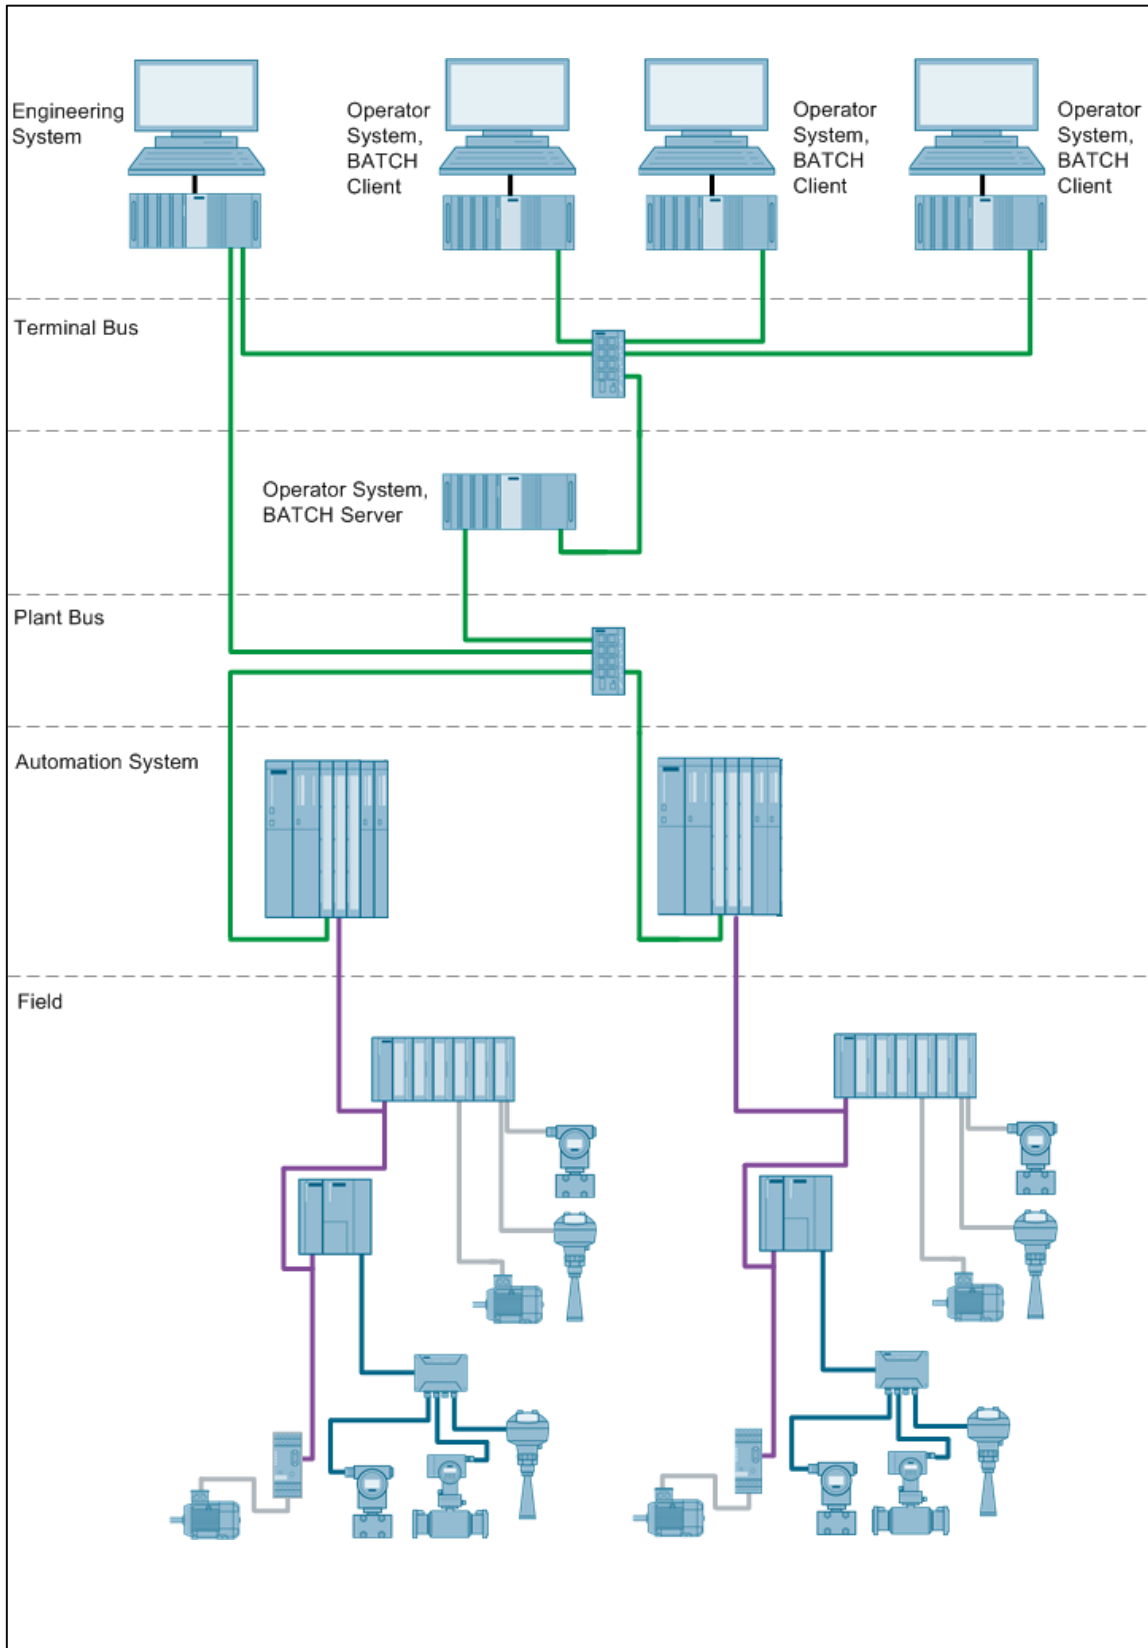 Engineering
System
Operator
System,
BATCH
Client
Operator
System,
BATCH
Client
Operator
System,
BATCH
Client
Terminal Bus
Operator System,
BATCH Server
Plant Bus
Automation System
Field